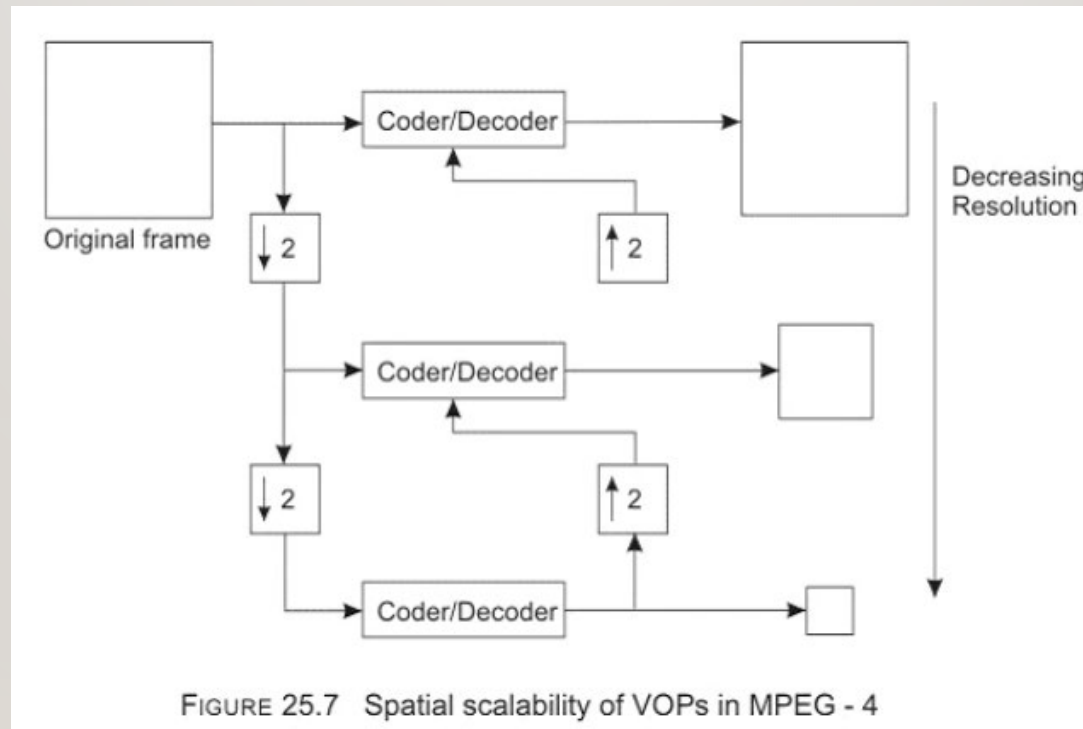 Coder/Decoder
Decreasing
Resolution
Original frame
↓ 2
↑ 2
Coder/Decoder
↓ 2
↑ 2
Coder/Decoder
FIGURE 25.7 Spatial scalability of VOPs in MPEG - 4